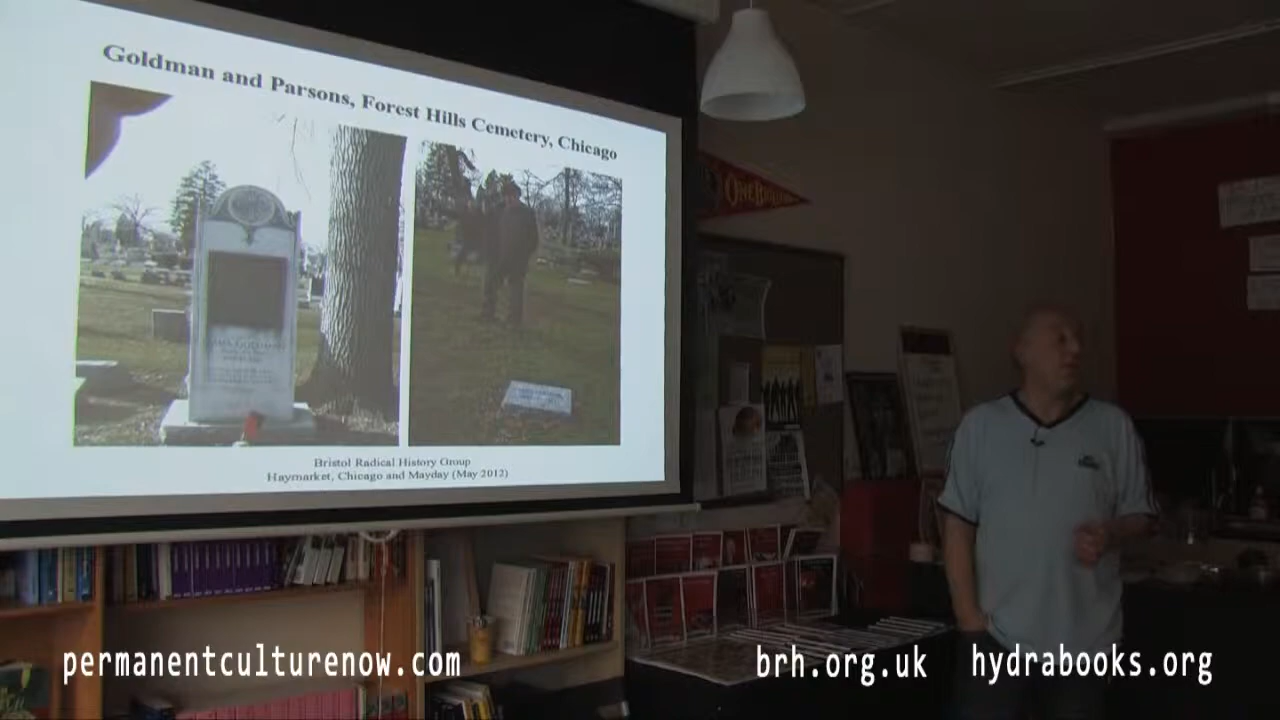 Goldman and Parsons, Forest Hills Cemetery, Chicago
Bristol Radical History Group
Haymarket, Chicago and Mayday (May 2012)
permanentculturenow.com
brh.org.uk
hydrabooks.org